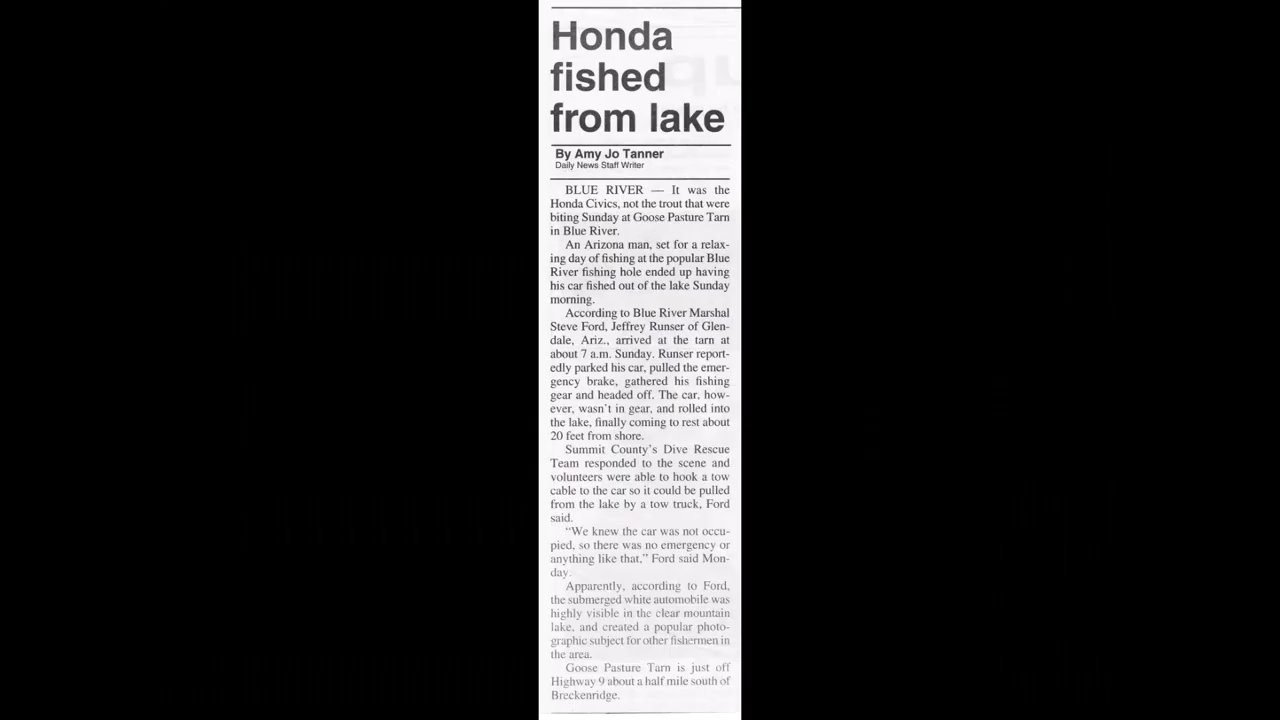 Honda
fished
from lake
By Amy Jo Tanner
Daily News Staff Writer
BLUE RIVER — It was the
Honda Civics, not the trout that were
biting Sunday at Goose Pasture Tarn
in Blue River.
An Arizona man, set for a relax-
ing day of fishing at the popular Blue
River fishing hole ended up having
his car fished out of the lake Sunday
morning.
According to Blue River Marshal
Steve Ford, Jeffrey Runser of Glen-
dale, Ariz., arrived at the tarn at
about 7 a.m. Sunday. Runser report-
edly parked his car, pulled the emer-
gency brake, gathered his fishing
gear and headed off. The car, how-
ever, wasn't in gear, and rolled into
the lake, finally coming to rest about
20 feet from shore.
Summit County's Dive Rescue
Team responded to the scene and
volunteers were able to hook a tow
cable to the car so it could be pulled
from the lake by a tow truck, Ford
said.
"We knew the car was not occu-
pied, so there was no emergency or
anything like that," Ford said Mon-
day.
Apparently, according to Ford,
the submerged white automobile was
highly visible in the clear mountain
lake, and created a popular photo-
graphic subject for other fishermen in
the area.
Goose Pasture Tarn is just off
Highway 9 about a half mile south of
Breckenridge.